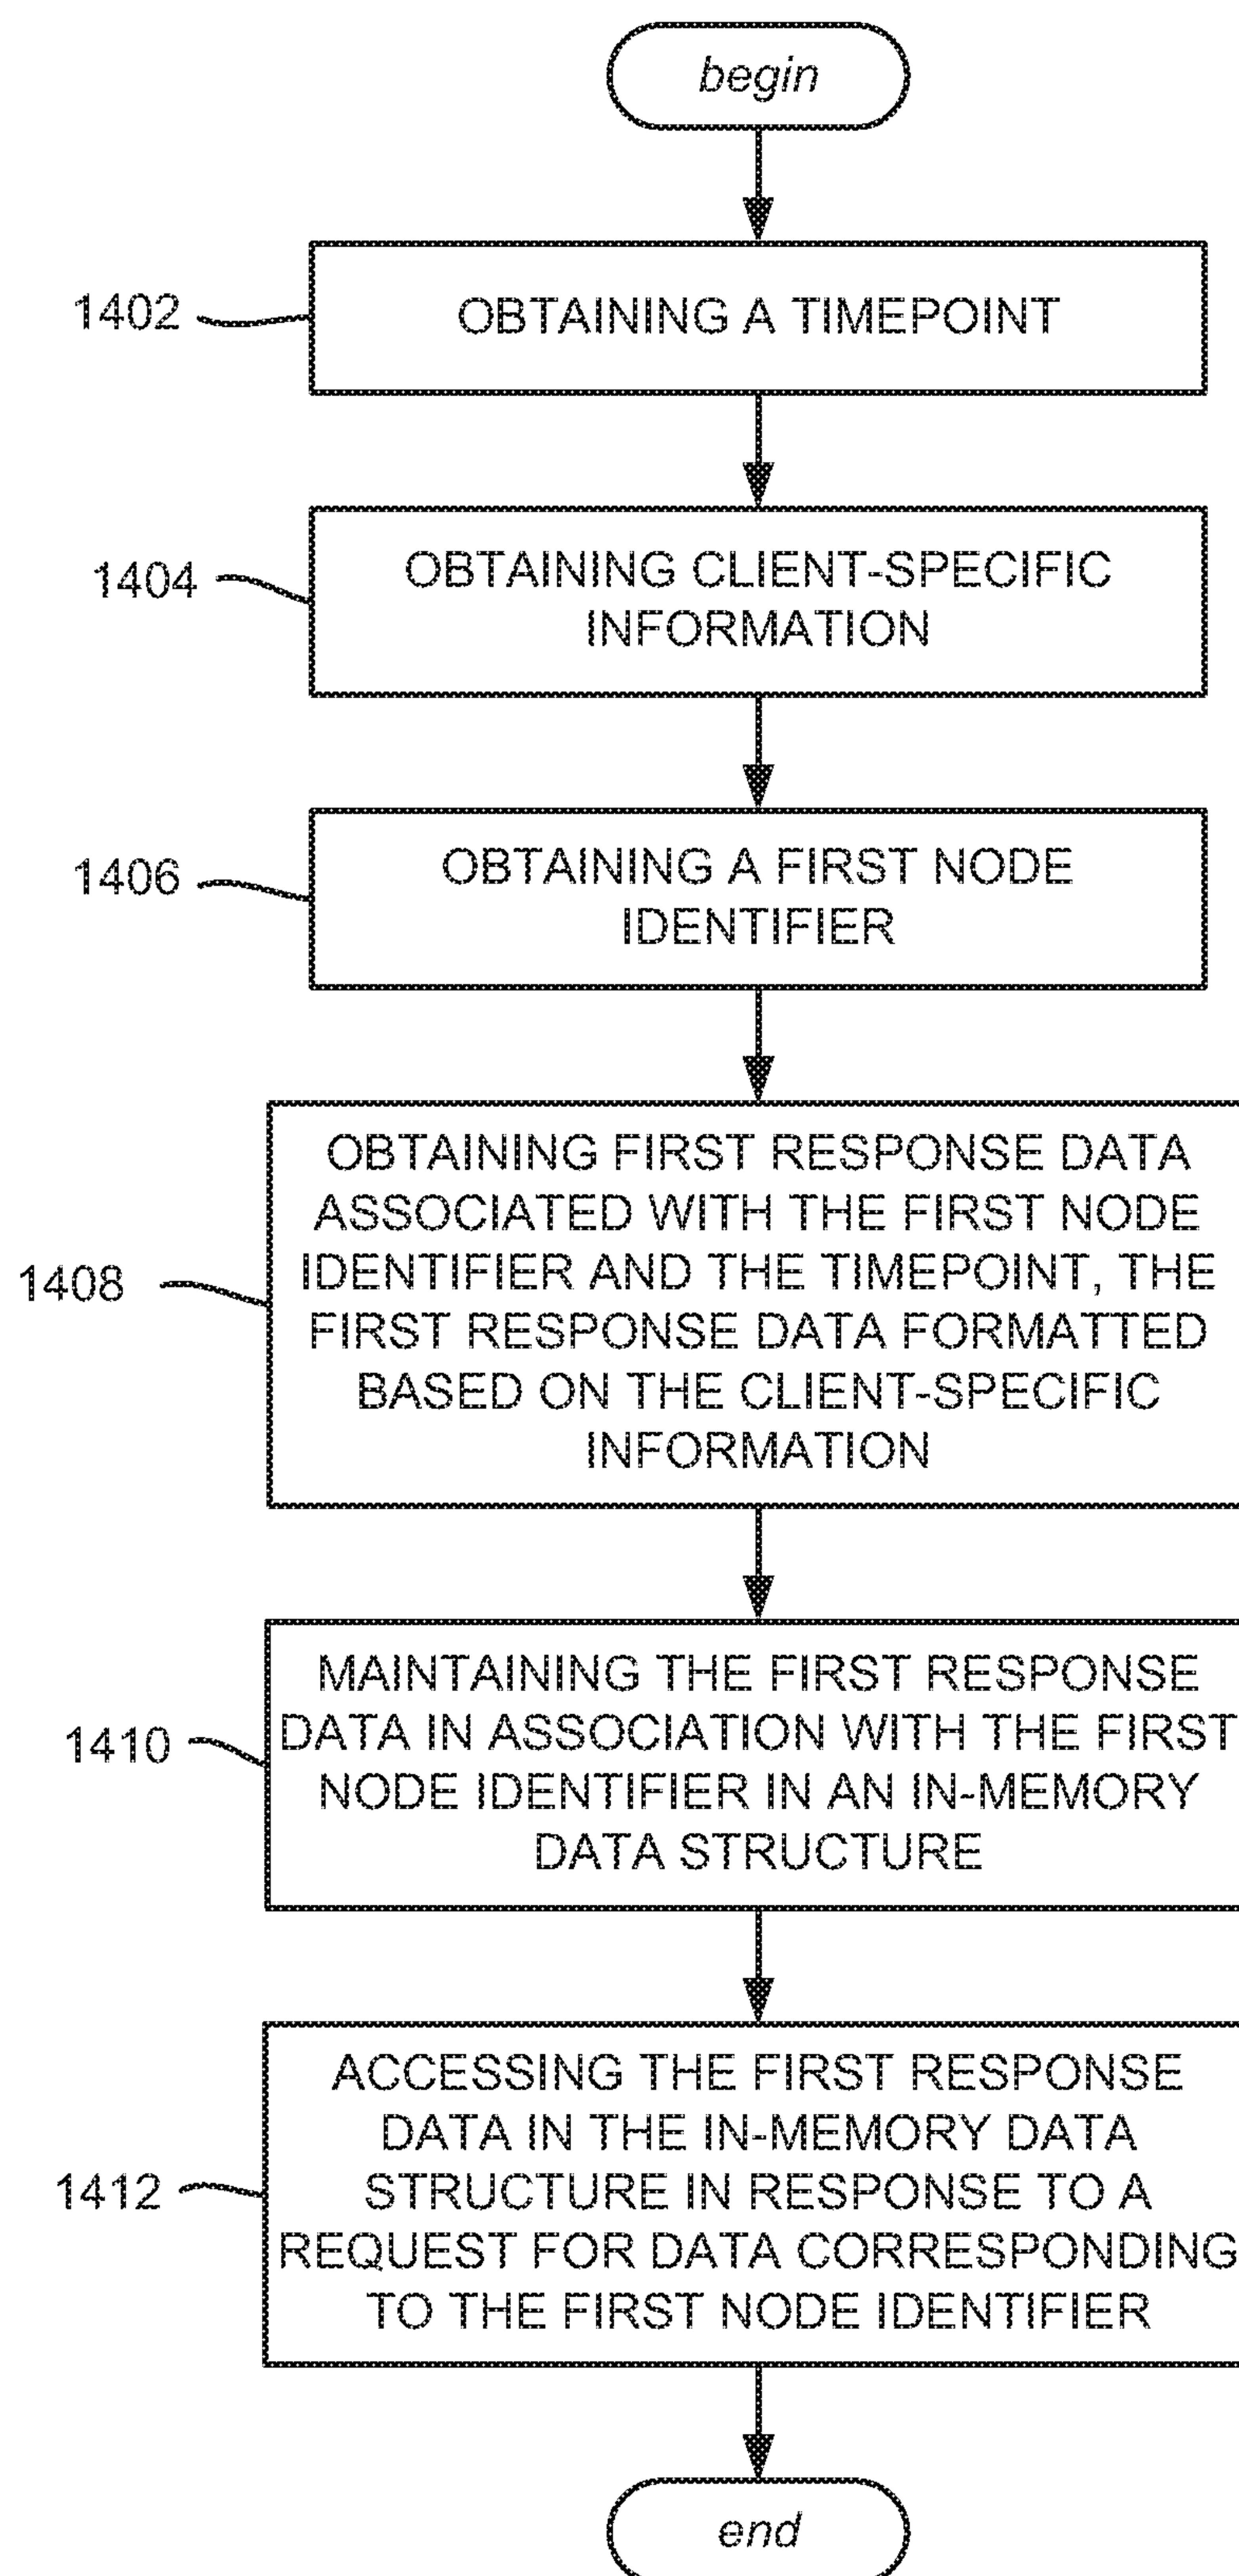 begin
1402
OBTAINING A TIMEPOINT
1404
OBTAINING CLIENT-SPECIFIC
INFORMATION
1406
OBTAINING A FIRST NODE
IDENTIFIER
1408
OBTAINING FIRST RESPONSE DATA
ASSOCIATED WITH THE FIRST NODE
IDENTIFIER AND THE TIMEPOINT, THE
FIRST RESPONSE DATA FORMATTED
BASED ON THE CLIENT-SPECIFIC
INFORMATION
1410
MAINTAINING THE FIRST RESPONSE
DATA IN ASSOCIATION WITH THE FIRST
NODE IDENTIFIER IN AN IN-MEMORY
DATA STRUCTURE
1412
ACCESSING THE FIRST RESPONSE
DATA IN THE IN-MEMORY DATA
STRUCTURE IN RESPONSE TO A
REQUEST FOR DATA CORRESPONDING
TO THE FIRST NODE IDENTIFIER
end